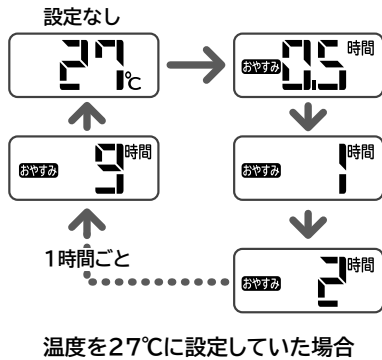 設定なし
27℃
おやすみ 0.5 時間
おやすみ 9 時間
おやすみ 1 時間
1時間ごと
おやすみ 2 時間
温度を27℃に設定していた場合